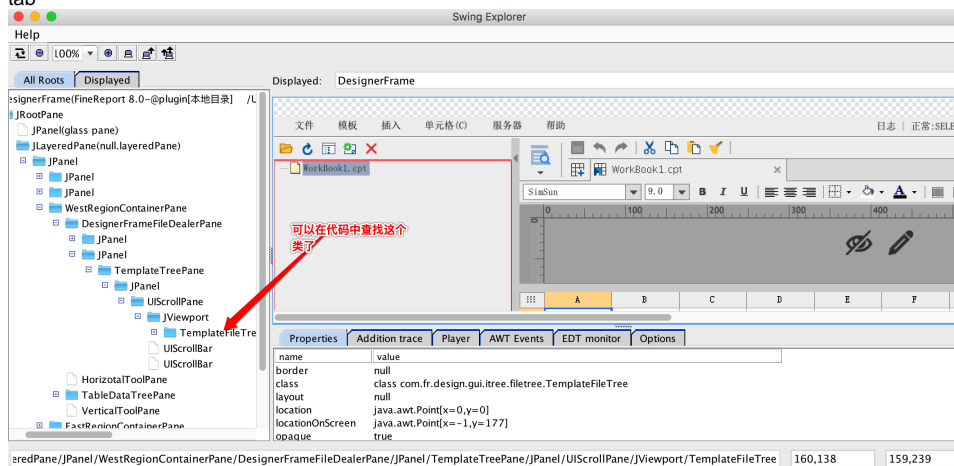 tab
Swing Explorer
Help
100%
All Roots
Displayed
Displayed: DesignerFrame
esignerFrame(FineReport 8.0-@plugin[本地目录] /U
JRootPane
JPanel(glass pane)
JLayeredPane(null.layeredPane)
JPanel
JPanel
JPanel
WestRegionContainerPane
DesignerFrameFileDealerPane
JPanel
JPanel
TemplateTreePane
JPanel
UIScrollPane
JViewport
TemplateFileTre
UIScrollBar
UIScrollBar
HorizotalToolPane
TableDataTreePane
VerticalToolPane
EastRegionContainerPane
文件 模板 插入 单元格(C) 服务器 帮助
日志 | 正常:SELE
WorkBook1.cpt
WorkBook1.cpt
SimSun 9.0 B I U A
0 100 200 300 400
0
可以在代码中查找这个
类了
A B C D E F
Properties Addition trace Player AWT Events EDT monitor Options
name value
border null
class class com.fr.design.gui.itree.filetree.TemplateFileTree
layout null
location java.awt.Point[x=0,y=0]
locationOnScreen java.awt.Point[x=-1,y=177]
opaque true
eredPane/JPanel/WestRegionContainerPane/DesignerFrameFileDealerPane/JPanel/TemplateTreePane/JPanel/UIScrollPane/JViewport/TemplateFileTree
160,138
159,239